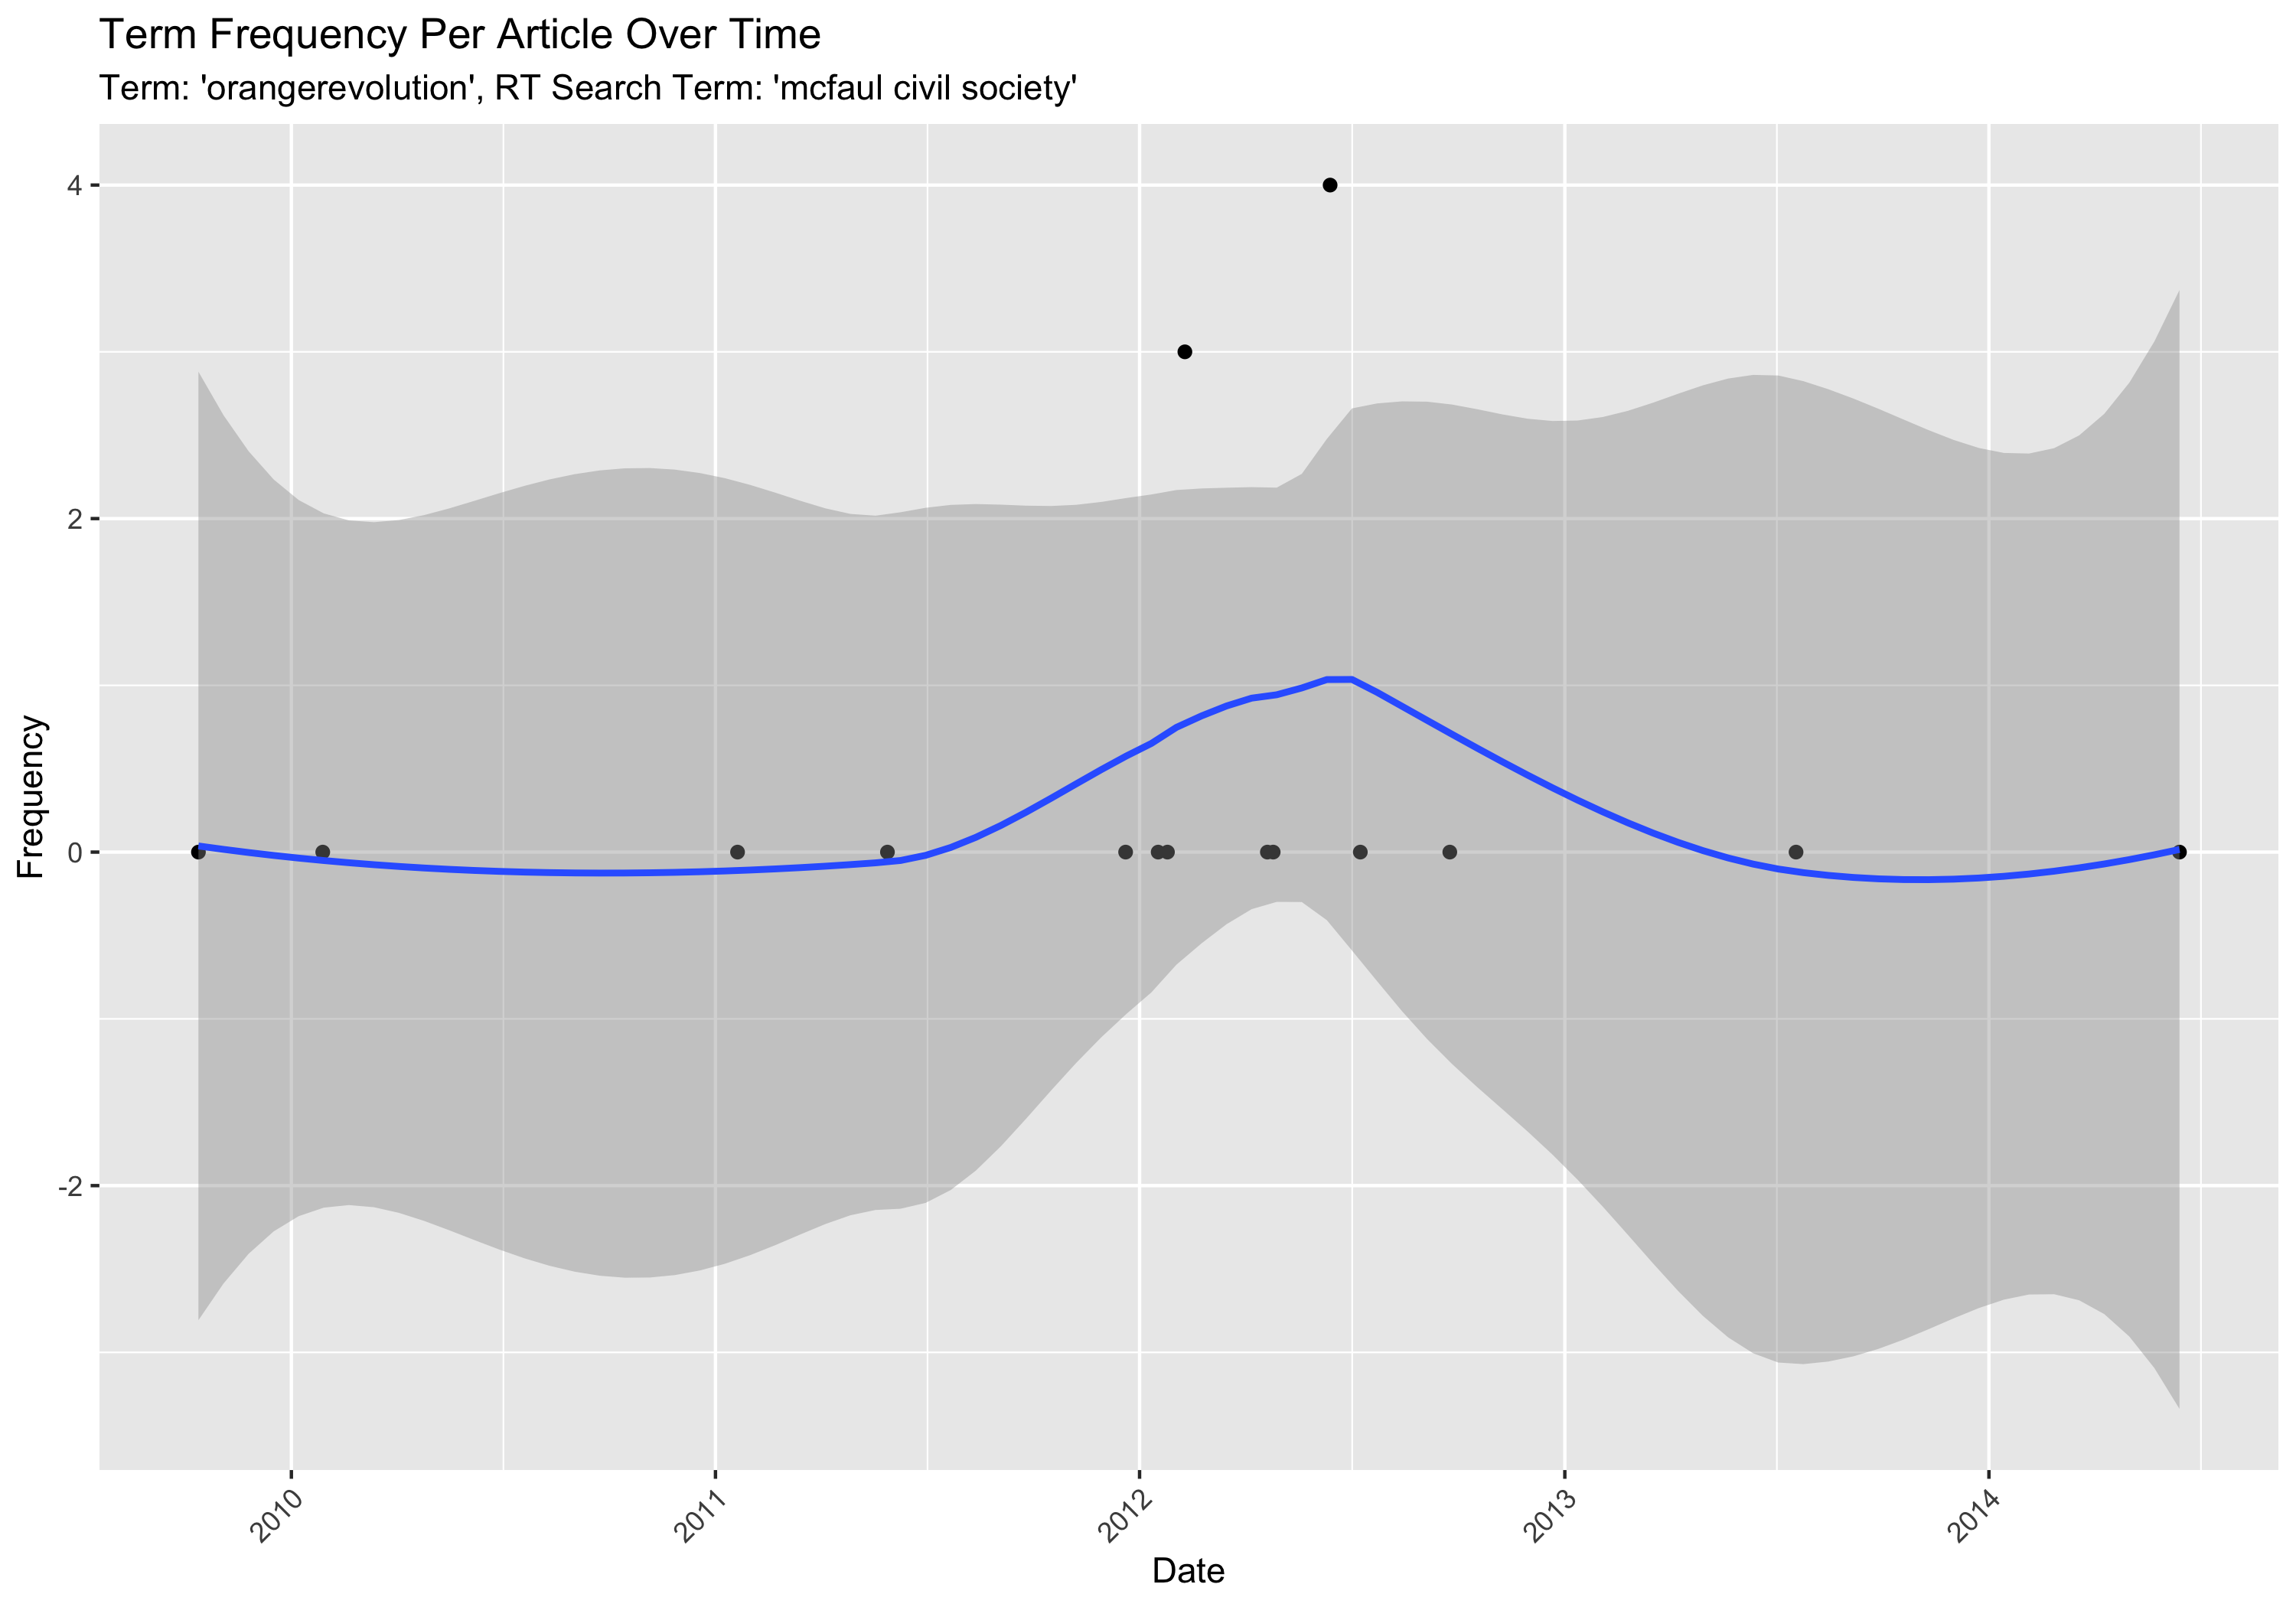 Term Frequency Per Article Over Time
Term: 'orangerevolution', RT Search Term: 'mcfaul civil society'
4
2
0
-2
Frequency
2010
2011
2012
2013
2014
Date